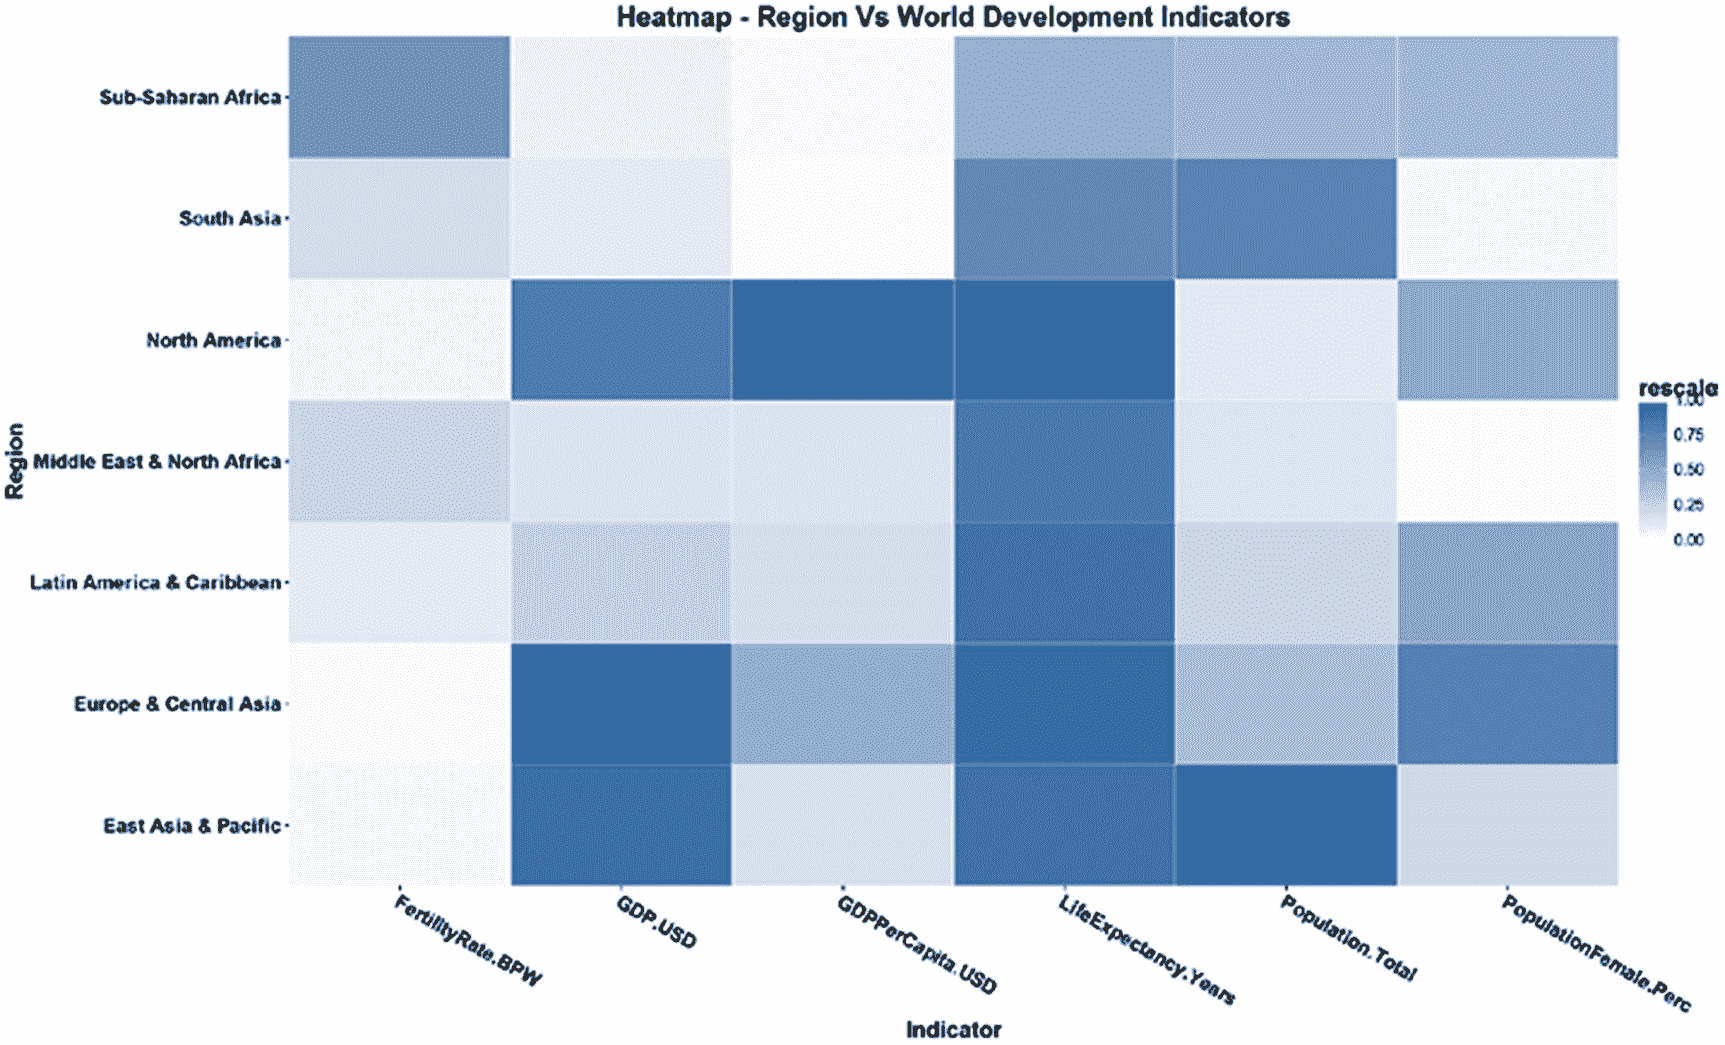 Heatmap - Region Vs World Development Indicators
Sub-Saharan Africa
South Asia
North America
Middle East & North Africa
Latin America & Caribbean
Europe & Central Asia
East Asia & Pacific
Region
FertilityRate.BPW
GDP.USD
GDPPerCapita.USD
LifeExpectancy.Years
Population.Total
PopulationFemale.Perc
Indicator
rescale
1.00
0.75
0.50
0.25
0.00